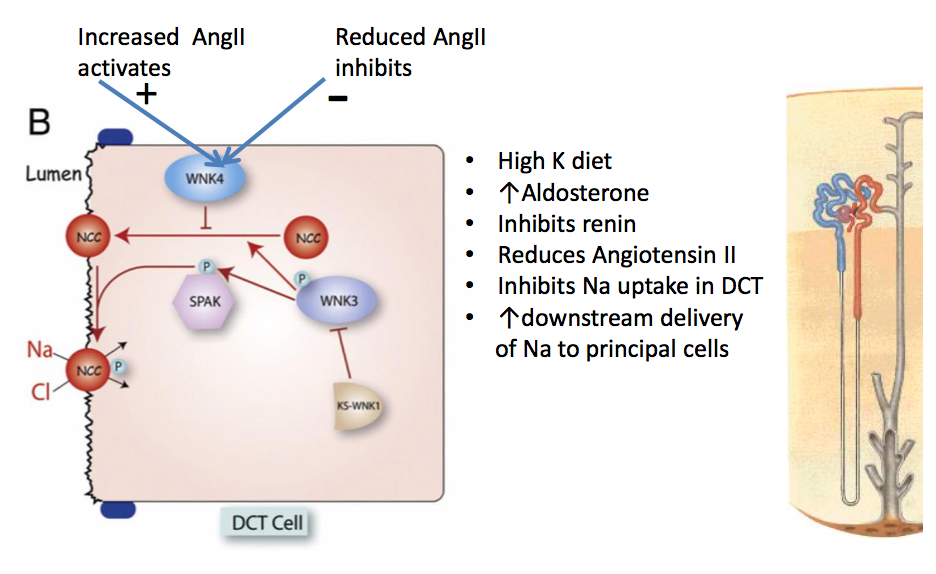 Increased AngII
activates
+
Reduced AngII
inhibits
−
B
Lumen
WNK4
NCC
NCC
P
SPAK
P
WNK3
Na
Cl
NCC
P
KS-WNK1
DCT Cell
• High K diet
• ↑Aldosterone
• Inhibits renin
• Reduces Angiotensin II
• Inhibits Na uptake in DCT
• ↑downstream delivery
of Na to principal cells